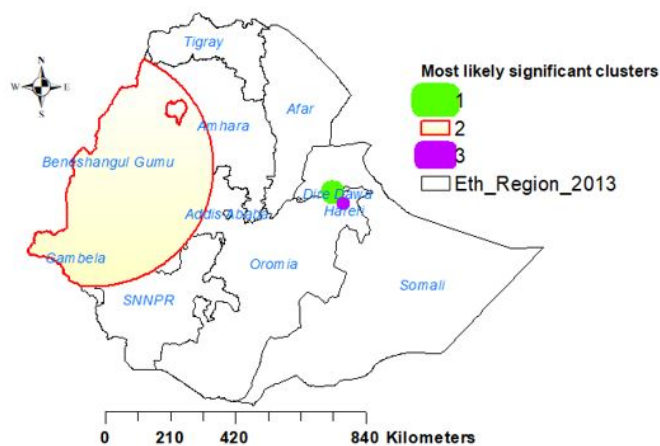 Tigray
N
W E
S
Most likely significant clusters
1
2
3
Eth_Region_2013
Afar
Amhara
Beneshangul Gumu
Dire Dawa
Hareri
Addis Ababa
Gambela
Oromia
Somali
SNNPR
0 210 420 840 Kilometers